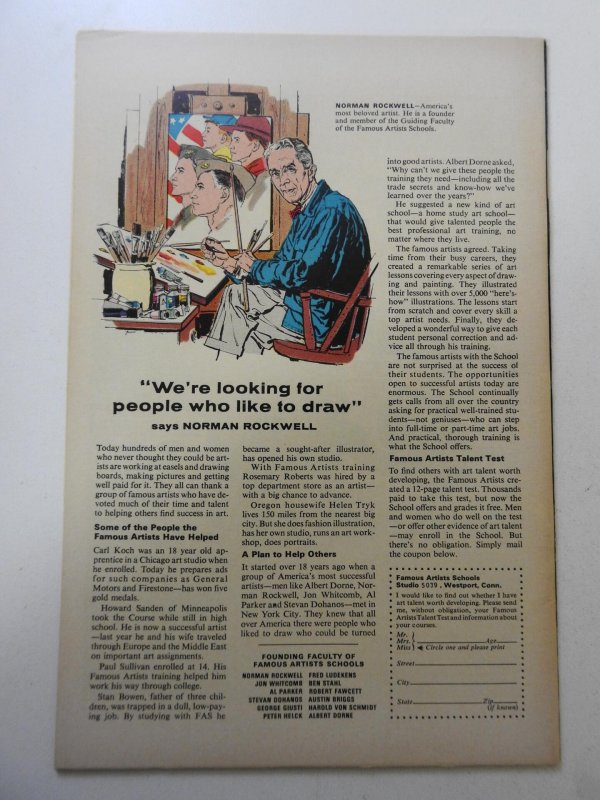 NORMAN ROCKWELL—America's
most beloved artist. He is a founder
and member of the Guiding Faculty
of the Famous Artists Schools.
"We're looking for
people who like to draw"
says NORMAN ROCKWELL
Today hundreds of men and women
who never thought they could be art-
ists are working at easels and drawing
boards, making pictures and getting
well paid for it. They all can thank a
group of famous artists who have de-
voted much of their time and talent
to helping others find success in art.
Some of the People the
Famous Artists Have Helped
Carl Koch was an 18 year old ap-
prentice in a Chicago art studio when
he enrolled. Today he prepares ads
for such companies as General
Motors and Firestone—has won five
gold medals.
Howard Sanden of Minneapolis
took the Course while still in high
school. He is now a successful artist
—last year he and his wife traveled
through Europe and the Middle East
on important art assignments.
Paul Sullivan enrolled at 14. His
Famous Artists training helped him
work his way through college.
Stan Bowen, father of three chil-
dren, was trapped in a dull, low-pay-
ing job. By studying with FAS he
became a sought-after illustrator,
has opened his own studio.
With Famous Artists training
Rosemary Roberts was hired by a
top department store as an artist—
with a big chance to advance.
Oregon housewife Helen Tryk
lives 150 miles from the nearest big
city. But she does fashion illustration,
has her own studio, runs an art work-
shop, does portraits.
A Plan to Help Others
It started over 18 years ago when a
group of America's most successful
artists—men like Albert Dorne, Nor-
man Rockwell, Jon Whitcomb, Al
Parker and Stevan Dohanos—met in
New York City. They knew that all
over America there were people who
liked to draw who could be turned
FOUNDING FACULTY OF
FAMOUS ARTISTS SCHOOLS
NORMAN ROCKWELL FRED LUDEKENS
JON WHITCOMB BEN STAHL
AL PARKER ROBERT FAWCETT
STEVAN DOHANOS AUSTIN BRIGGS
GEORGE GIUSTI HAROLD VON SCHMIDT
PETER HELCK ALBERT DORNE
into good artists. Albert Dorne asked,
"Why can't we give these people the
training they need—including all the
trade secrets and know-how we've
learned over the years?"
He suggested a new kind of art
school—a home study art school—
that would give talented people the
best professional art training, no
matter where they live.
The famous artists agreed. Taking
time from their busy careers, they
created a remarkable series of art
lessons covering every aspect of draw-
ing and painting. They illustrated
their lessons with over 5,000 "here's-
how" illustrations. The lessons start
from scratch and cover every skill a
top artist needs. Finally, they de-
veloped a wonderful way to give each
student personal correction and ad-
vice all through his training.
The famous artists with the School
are not surprised at the success of
their students. The opportunities
open to successful artists today are
enormous. The School continually
gets calls from all over the country
asking for practical well-trained stu-
dents—not geniuses—who can step
into full-time or part-time art jobs.
And practical, thorough training is
what the School offers.
Famous Artists Talent Test
To find others with art talent worth
developing, the Famous Artists cre-
ated a 12-page talent test. Thousands
paid to take this test, but now the
School offers and grades it free. Men
and women who do well on the test
—or offer other evidence of art talent
—may enroll in the School. But
there's no obligation. Simply mail
the coupon below.
Famous Artists Schools
Studio 5039, Westport, Conn.
I would like to find out whether I have
art talent worth developing. Please send
me, without obligation, your Famous
Artists Talent Test and information about
your courses.
Mr.
Mrs. Age
Miss Circle one and please print
Street
City
State Zip
(if known)